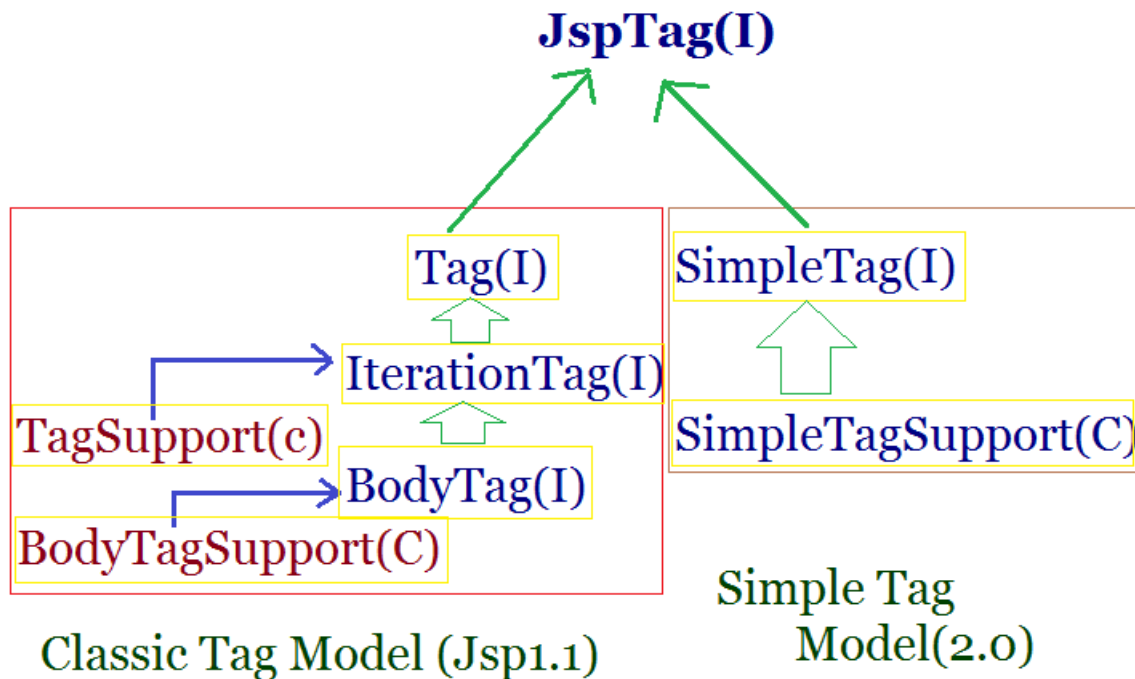 JspTag(I)
Tag(I)
SimpleTag(I)
IterationTag(I)
TagSupport(c)
SimpleTagSupport(C)
BodyTag(I)
BodyTagSupport(C)
Simple Tag
Model(2.0)
Classic Tag Model (Jsp1.1)